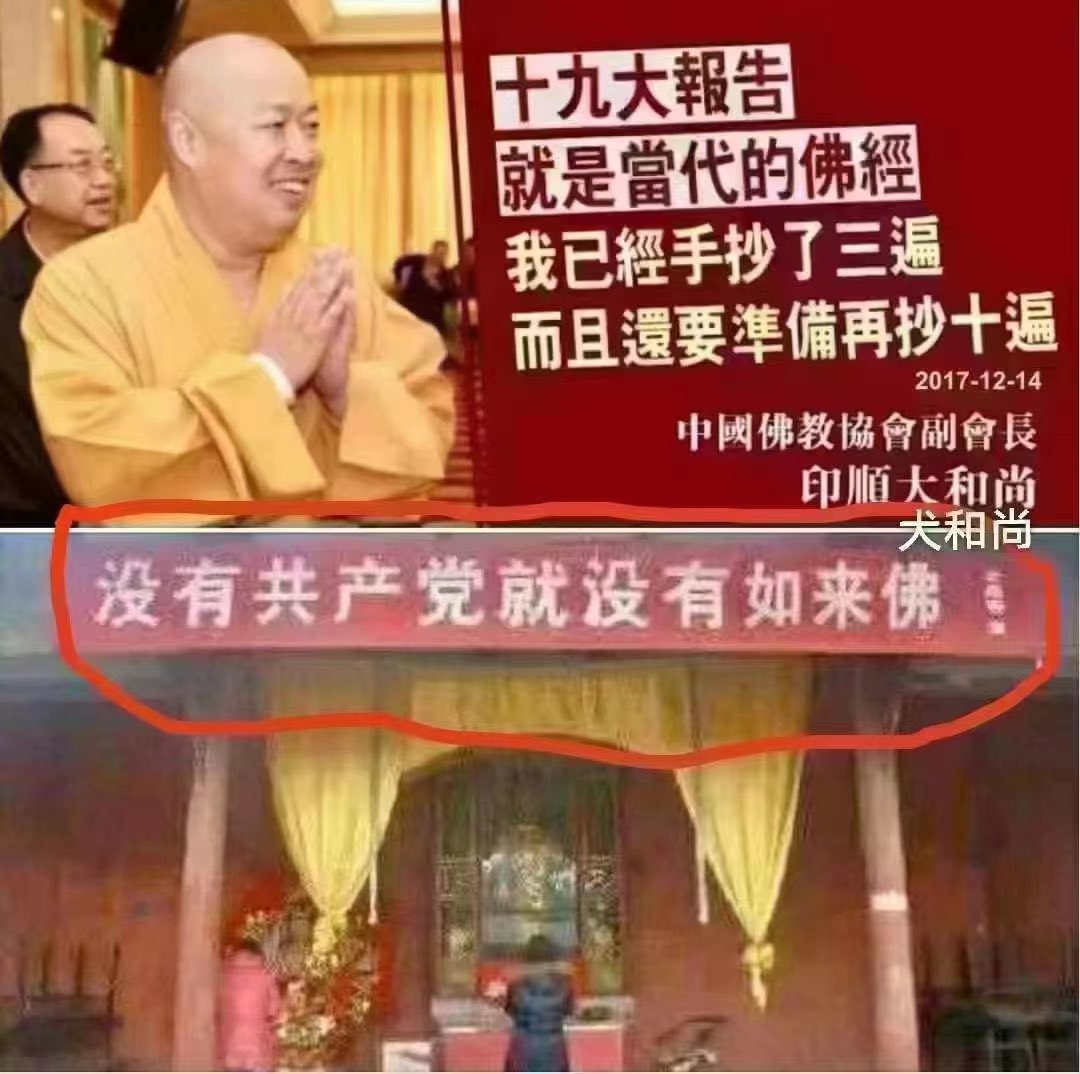 十九大報告
就是當代的佛經
我已經手抄了三遍
而且還要準備再抄十遍
2017-12-14
中國佛教協會副會長
印順大和尚
犬和尚
没有共产党就没有如来佛